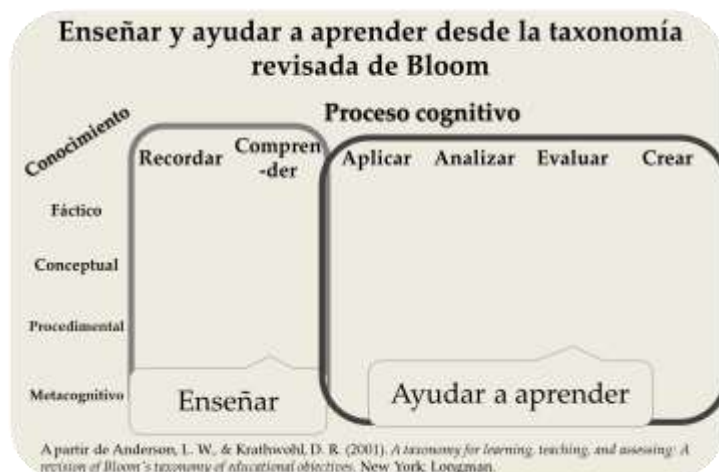 Enseñar y ayudar a aprender desde la taxonomía
revisada de Bloom
Proceso cognitivo
Conocimiento
Recordar
Compren
-der
Aplicar
Analizar
Evaluar
Crear
Fáctico
Conceptual
Procedimental
Metacognitivo
Enseñar
Ayudar a aprender
A partir de Anderson, L. W., & Krathwohl, D. R. (2001). A taxonomy for learning, teaching, and assessing: A
revision of Bloom's taxonomy of educational objectives. New York: Longman.